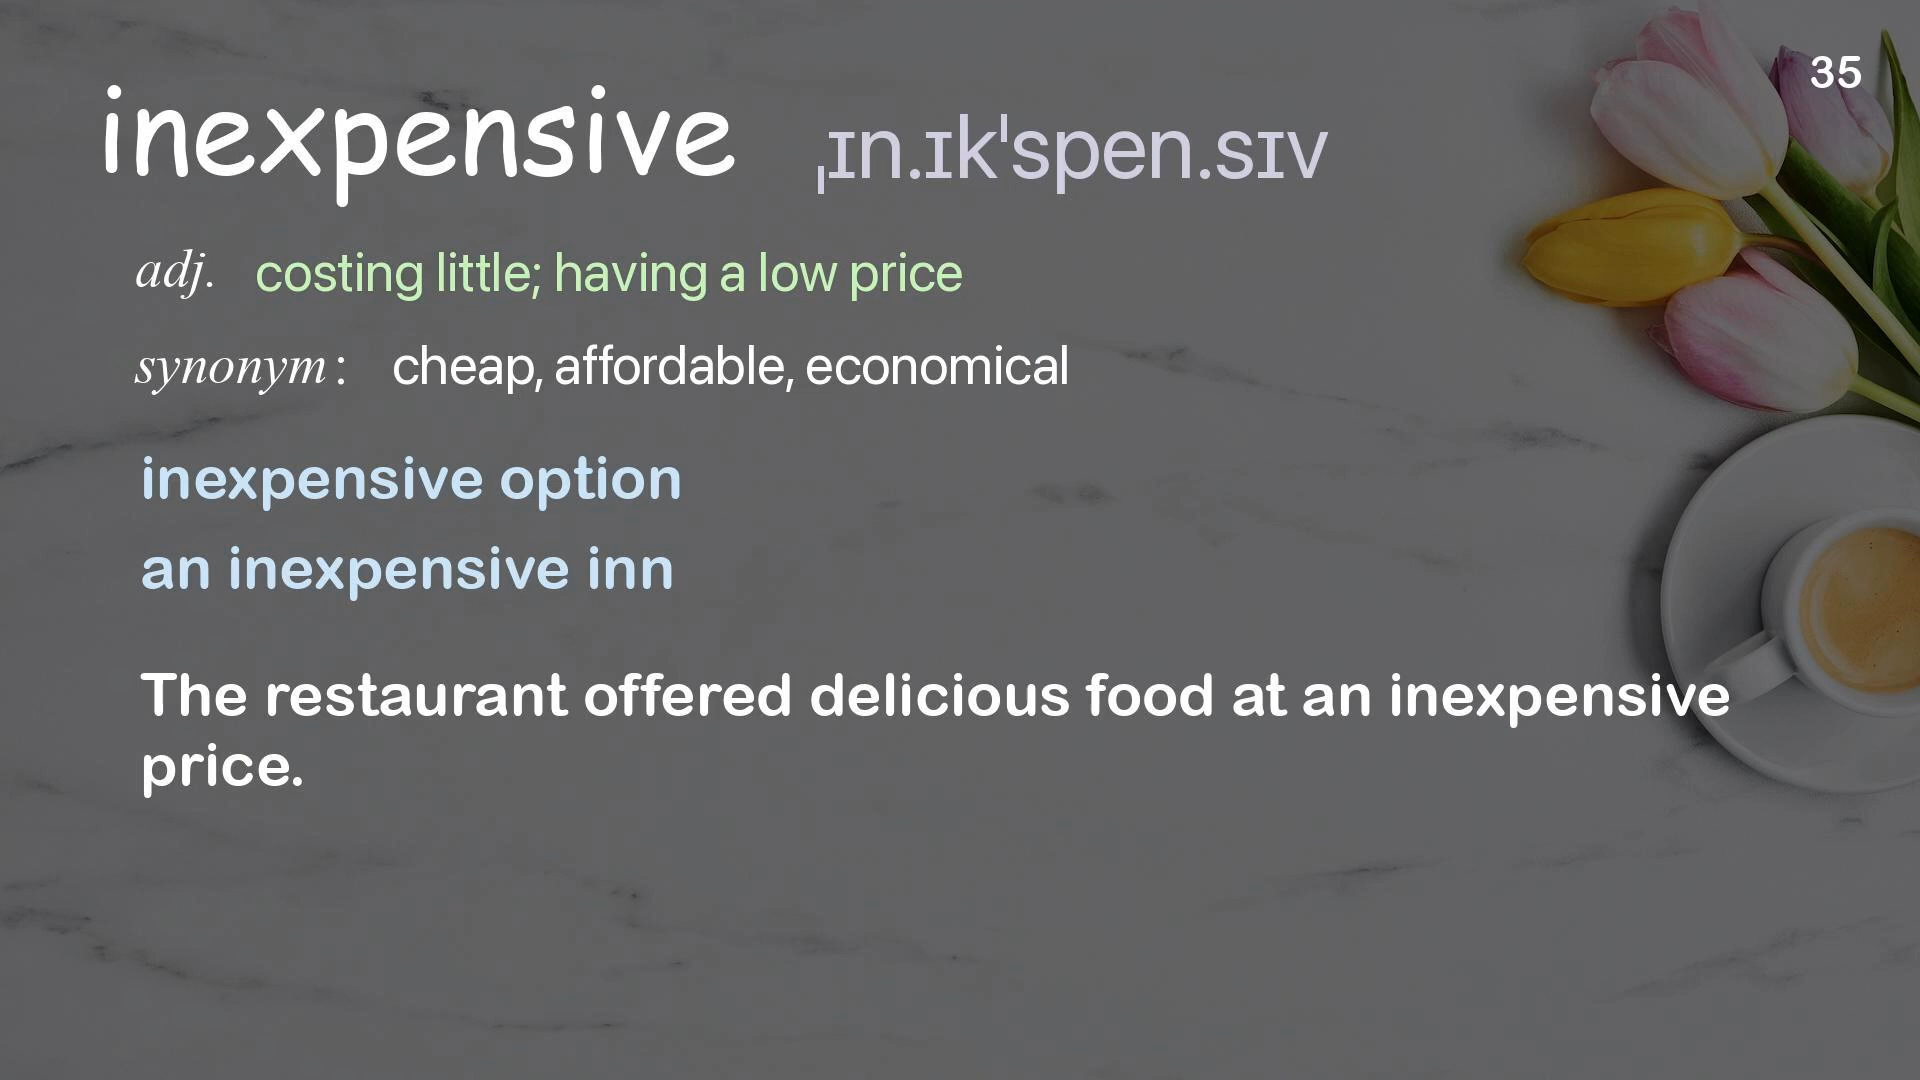 35
inexpensive ˌɪn.ɪkˈspen.sɪv
adj. costing little; having a low price
synonym : cheap, affordable, economical
inexpensive option
an inexpensive inn
The restaurant offered delicious food at an inexpensive
price.